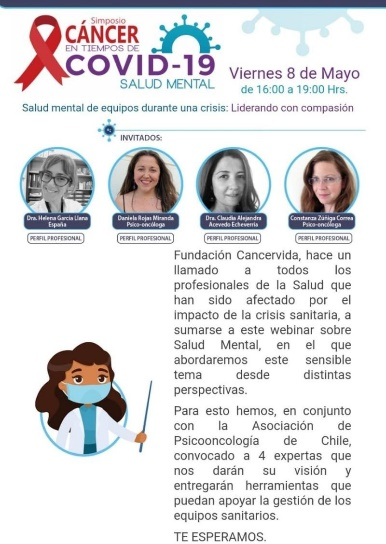 Simposio
CÁNCER
EN TIEMPOS DE
COVID-19
SALUD MENTAL
Viernes 8 de Mayo
de 16:00 a 19:00 Hrs.
Salud mental de equipos durante una crisis: Liderando con compasión
INVITADOS:
Dra. Helena García Llana
España
PERFIL PROFESIONAL
Daniela Rojas Miranda
Psico-oncóloga
PERFIL PROFESIONAL
Dra. Claudia Alejandra
Acevedo Echeverría
PERFIL PROFESIONAL
Constanza Zúñiga Correa
Psico-oncóloga
PERFIL PROFESIONAL
Fundación Cancervida, hace un
llamado a todos los
profesionales de la Salud que
han sido afectado por el
impacto de la crisis sanitaria, a
sumarse a este webinar sobre
Salud Mental, en el que
abordaremos este sensible
tema desde distintas
perspectivas.
Para esto hemos, en conjunto
con la Asociación de
Psicooncología de Chile,
convocado a 4 expertas que
nos darán su visión y
entregarán herramientas que
puedan apoyar la gestión de los
equipos sanitarios.
TE ESPERAMOS.